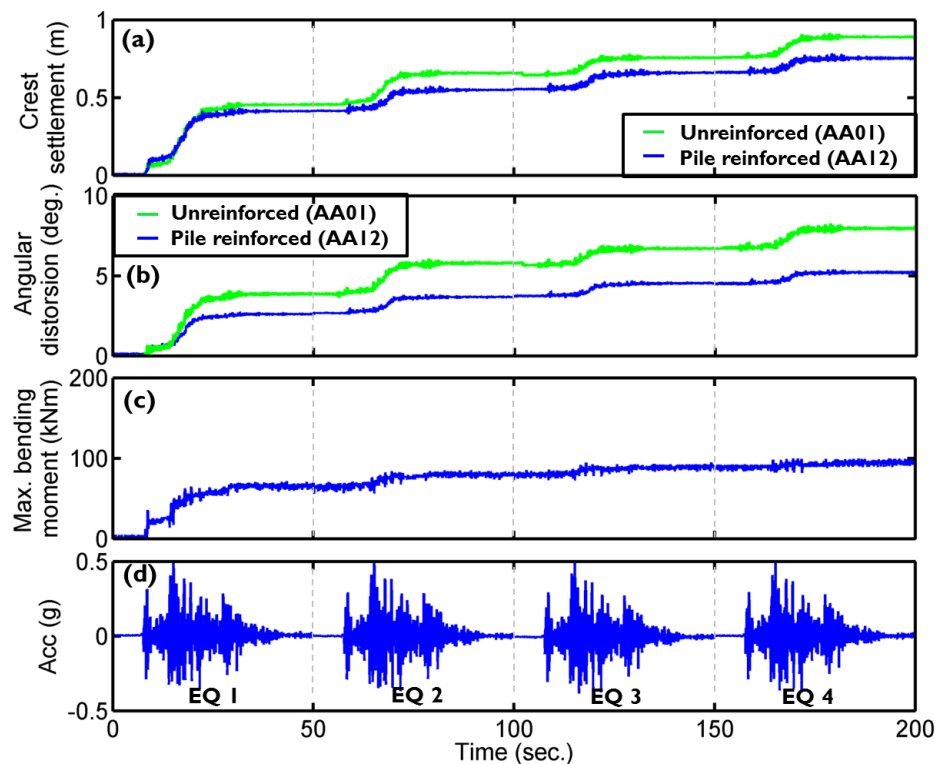 1
0.5
0
Crest
settlement (m)
(a)
Unreinforced (AA01)
Pile reinforced (AA12)
10
5
0
Angular
distorsion (deg.)
Unreinforced (AA01)
Pile reinforced (AA12)
(b)
200
100
0
Max. bending
moment (kNm)
(c)
0.5
0
-0.5
Acc (g)
(d)
EQ 1
EQ 2
EQ 3
EQ 4
0 50 100 150 200
Time (sec.)